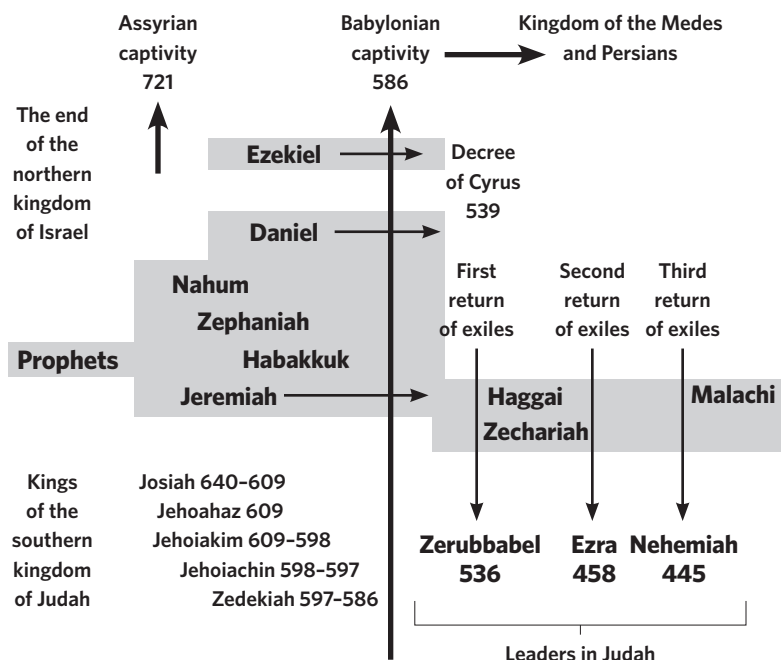 Assyrian
captivity
721
Babylonian
captivity
586
Kingdom of the Medes
and Persians
The end
of the
northern
kingdom
of Israel
Ezekiel
Decree
of Cyrus
539
Daniel
First
return
of exiles
Second
return
of exiles
Third
return
of exiles
Nahum
Zephaniah
Prophets
Habakkuk
Jeremiah
Haggai
Zechariah
Malachi
Kings
of the
southern
kingdom
of Judah
Josiah 640–609
Jehoahaz 609
Jehoiakim 609–598
Jehoiachin 598–597
Zedekiah 597–586
Zerubbabel
536
Ezra
458
Nehemiah
445
Leaders in Judah